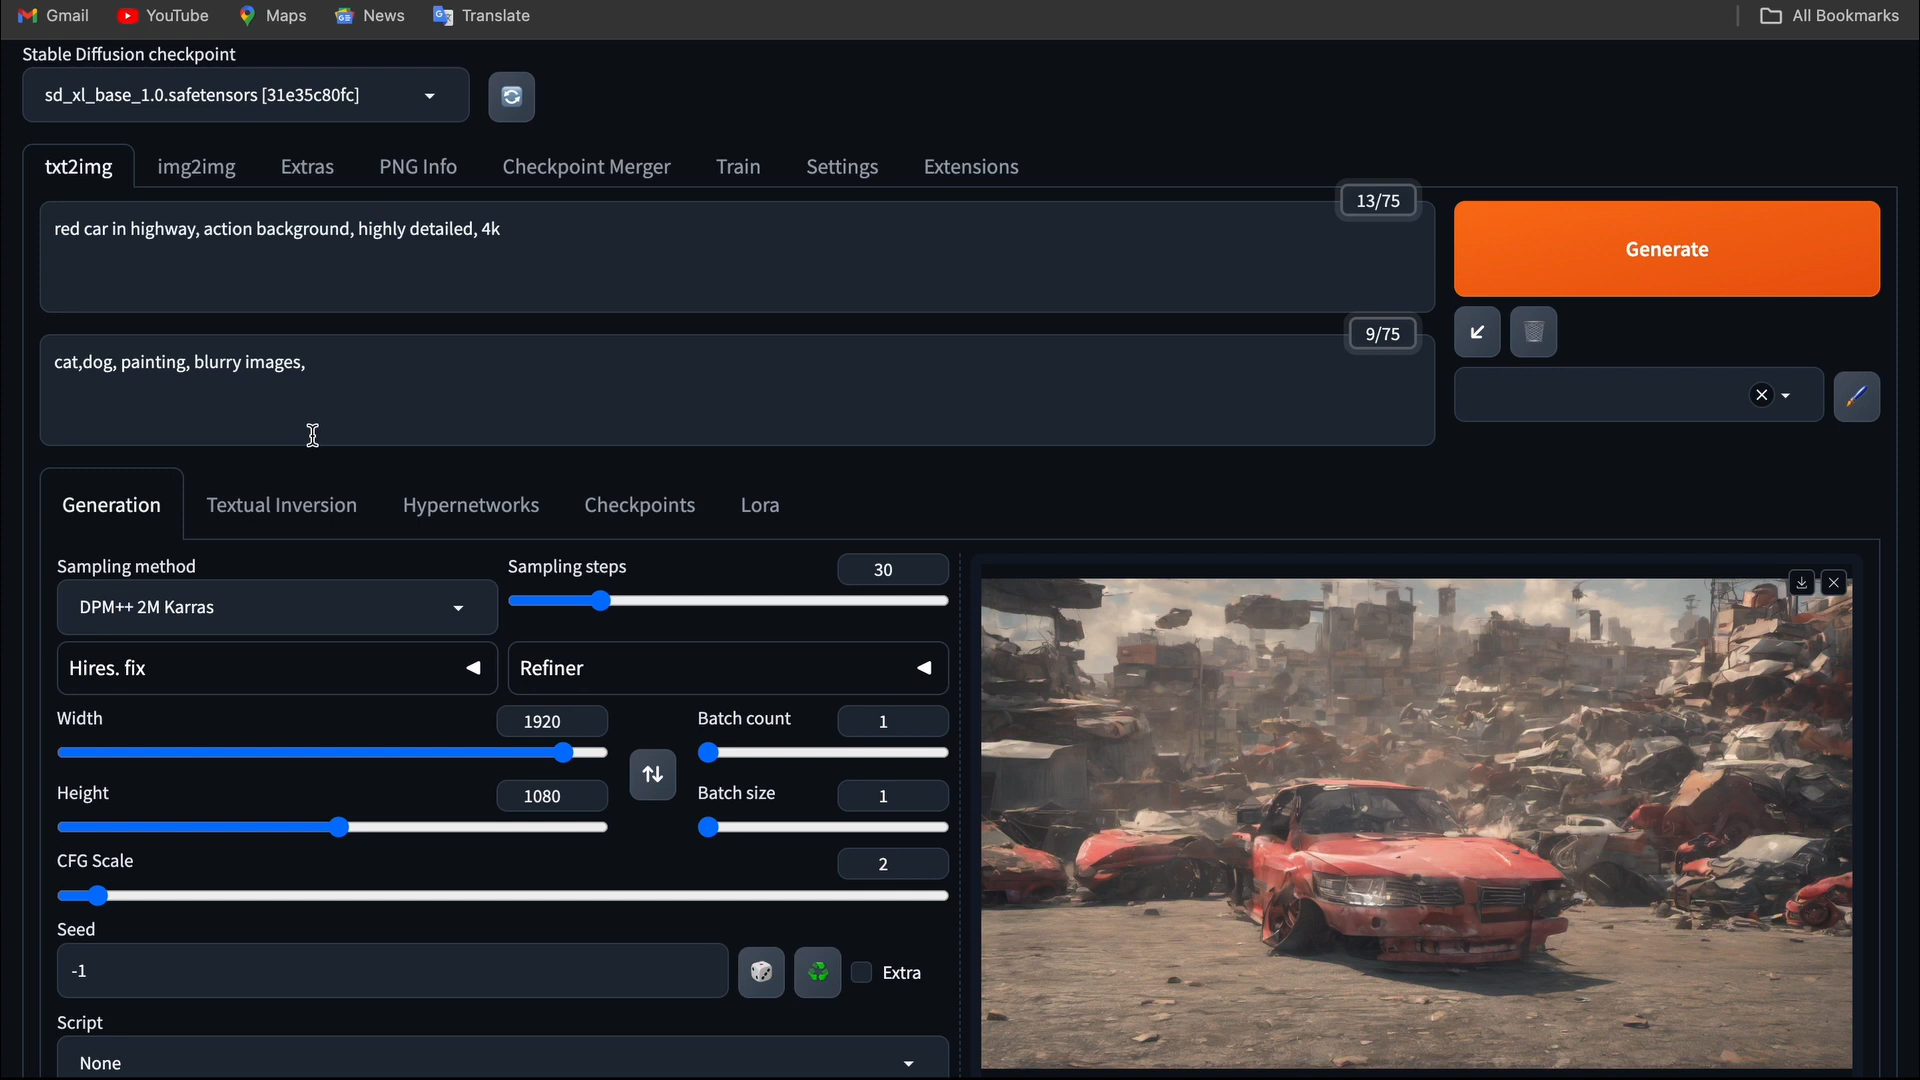 Gmail YouTube Maps News Translate All Bookmarks
Stable Diffusion checkpoint
sd_xl_base_1.0.safetensors [31e35c80fc]
txt2img img2img Extras PNG Info Checkpoint Merger Train Settings Extensions
13/75
red car in highway, action background, highly detailed, 4k
Generate
9/75
cat,dog, painting, blurry images,
Generation Textual Inversion Hypernetworks Checkpoints Lora
Sampling method Sampling steps 30
DPM++ 2M Karras
Hires. fix Refiner
Width 1920 Batch count 1
Height 1080 Batch size 1
CFG Scale 2
Seed
-1 Extra
Script
None